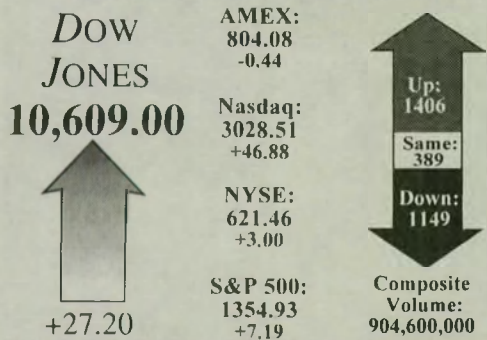 DOW
JONES
10,609.00
+27.20
AMEX:
804.08
-0.44
Nasdaq:
3028.51
+46.88
NYSE:
621.46
+3.00
S&P 500:
1354.93
+7.19
Up:
1406
Same:
389
Down:
1149
Composite
Volume:
904,600,000